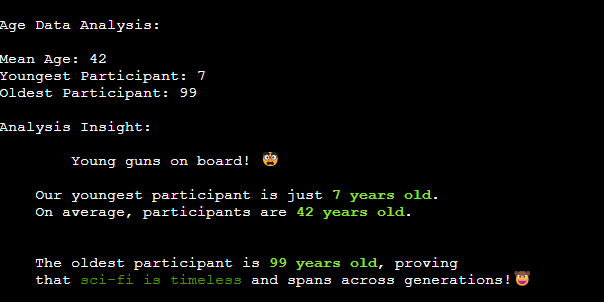 Age Data Analysis:
Mean Age: 42
Youngest Participant: 7
Oldest Participant: 99
Analysis Insight:
Young guns on board!
Our youngest participant is just 7 years old.
On average, participants are 42 years old.
The oldest participant is 99 years old, proving
that sci-fi is timeless and spans across generations!